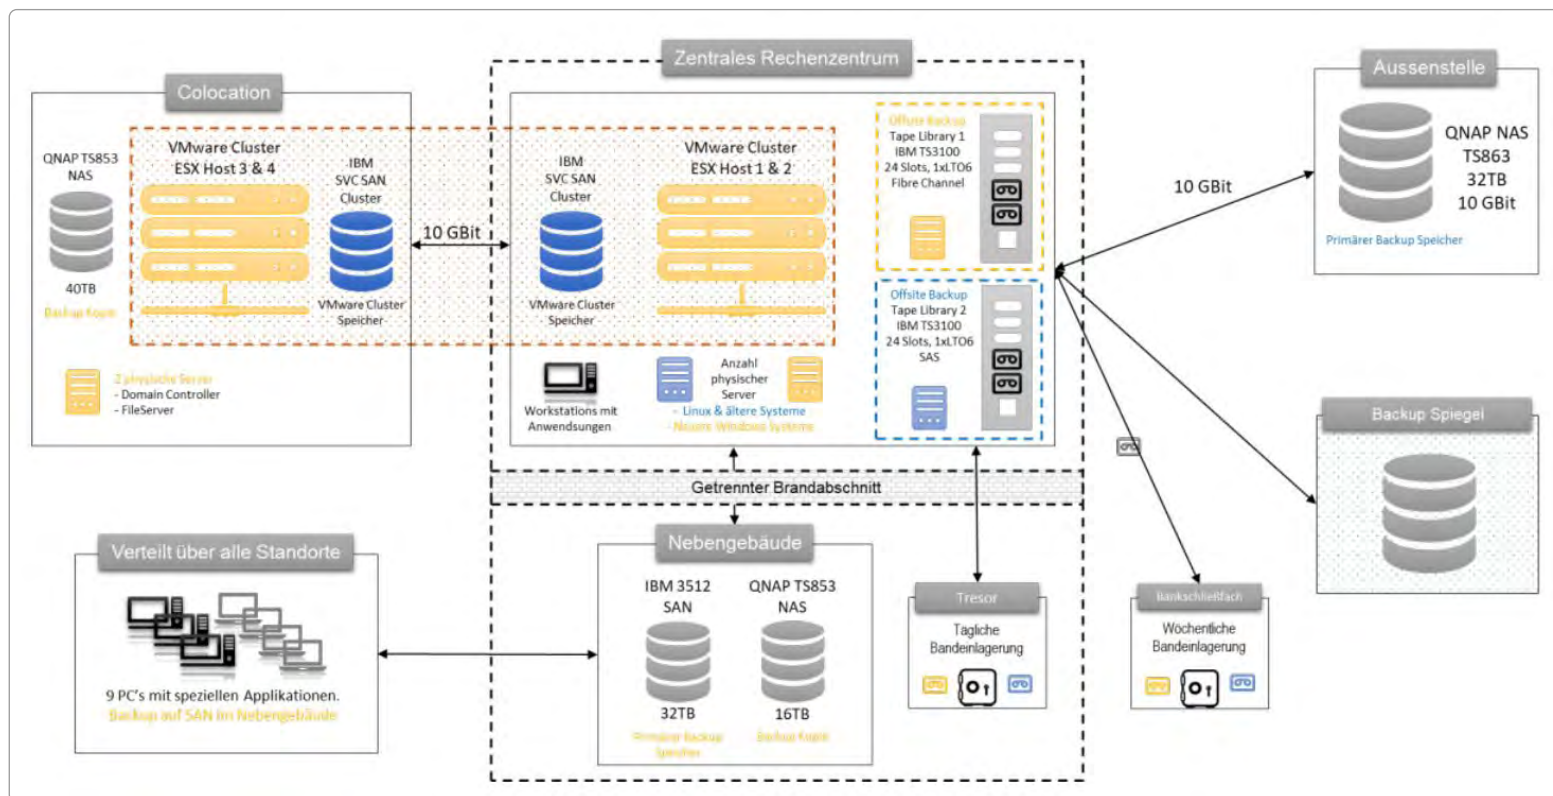 Zentrales Rechenzentrum
Colocation
QNAP TS853
NAS
40TB
Backup Kopie
VMware Cluster
ESX Host 3 & 4
IBM
SVC SAN
Cluster
VMware Cluster
Speicher
2 physische Server
- Domain Controller
- FileServer
10 GBit
IBM
SVC SAN
Cluster
VMware Cluster
Speicher
VMware Cluster
ESX Host 1 & 2
Workstations mit
Anwendsungen
Anzahl
physischer
Server
- Linux & ältere Systeme
- Neuere Windows Systeme
Offsite Backup
Tape Library 1
IBM TS3100
24 Slots, 1xLTO6
Fibre Channel
Offsite Backup
Tape Library 2
IBM TS3100
24 Slots, 1xLTO6
SAS
10 GBit
Aussenstelle
QNAP NAS
TS863
32TB
10 GBit
Primärer Backup Speicher
Backup Spiegel
Getrennter Brandabschnitt
Verteilt über alle Standorte
9 PC's mit speziellen Applikationen.
Backup auf SAN im Nebengebäude
Nebengebäude
IBM 3512
SAN
32TB
Primärer Backup
Speicher
QNAP TS853
NAS
16TB
Backup Kopie
Tresor
Tägliche
Bandeinlagerung
Bankschließfach
Wöchentliche
Bandeinlagerung